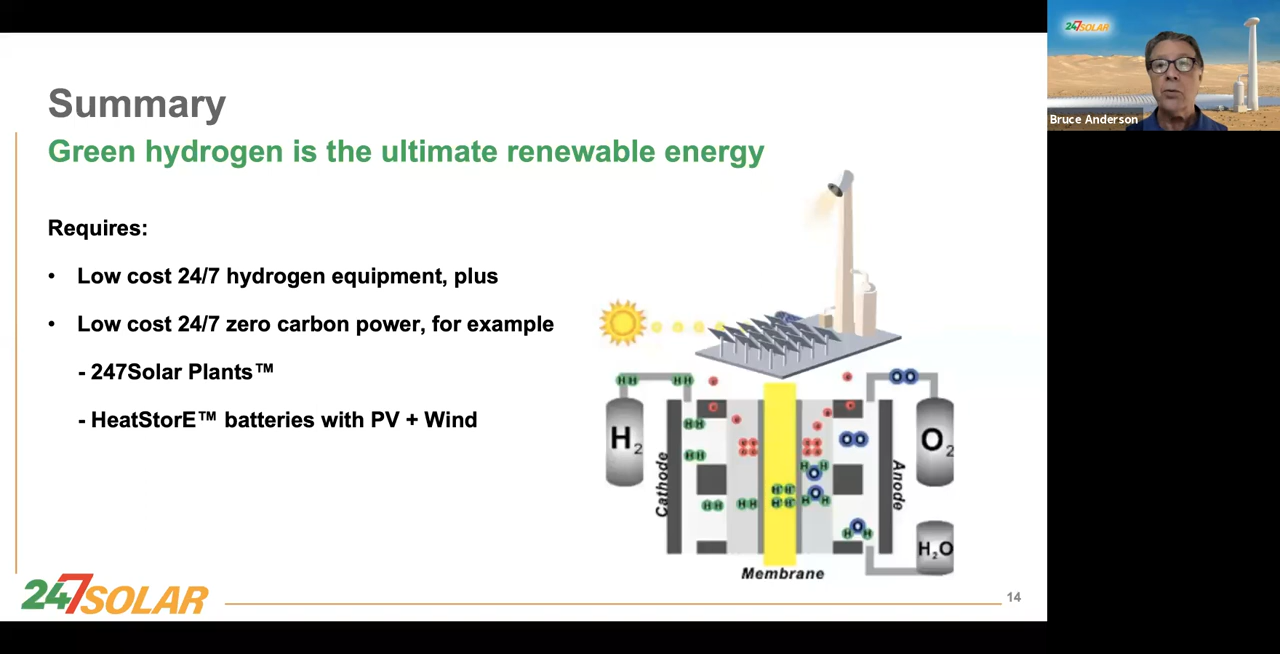 Summary
Green hydrogen is the ultimate renewable energy
Requires:
• Low cost 24/7 hydrogen equipment, plus
• Low cost 24/7 zero carbon power, for example
- 247Solar Plants™
- HeatStorE™ batteries with PV + Wind
H H
H H
H H
H H
H H
H H
H H
H H
H H
H
H
H
H
H
H
O O
O O
O
O
O
H₂
O₂
H₂O
Cathode
Anode
Membrane
247SOLAR
14
247SOLAR
Bruce Anderson